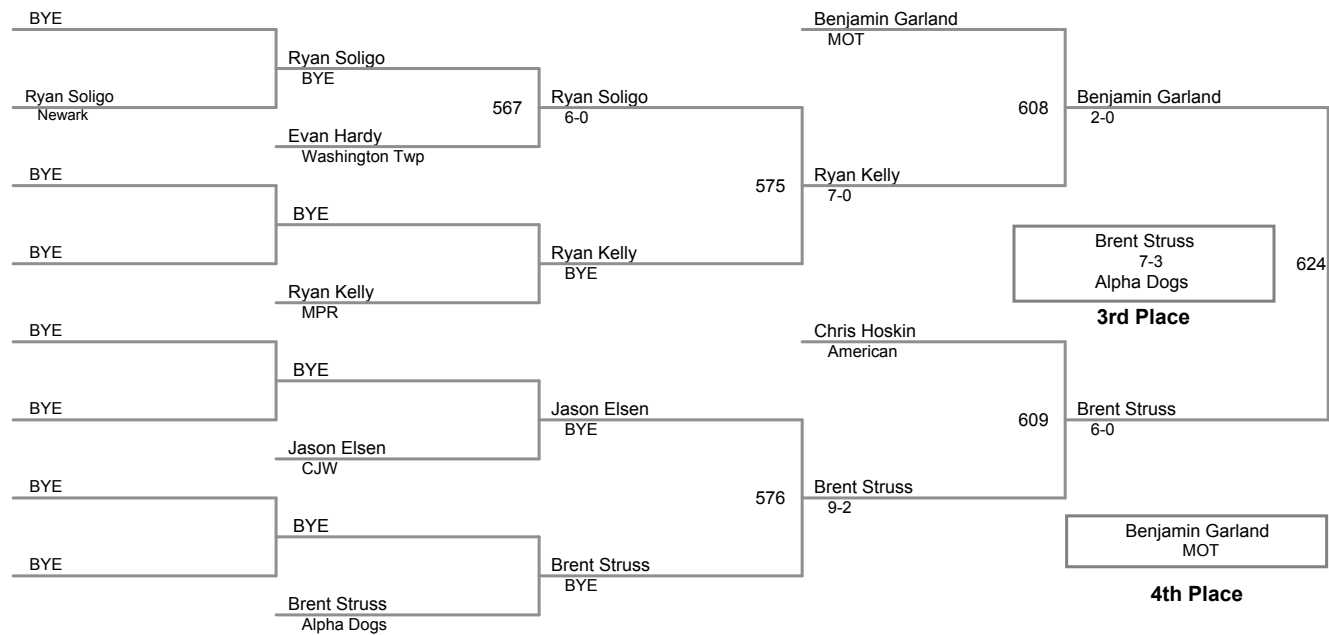 BYE
Ryan Soligo
Newark
BYE
BYE
BYE
BYE
BYE
BYE
Ryan Soligo
BYE
Evan Hardy
Washington Twp
BYE
Ryan Kelly
MPR
BYE
Jason Elsen
CJW
BYE
Brent Struss
Alpha Dogs
567
Ryan Soligo
6-0
Ryan Kelly
BYE
Jason Elsen
BYE
Brent Struss
BYE
575
576
Benjamin Garland
MOT
Ryan Kelly
7-0
Chris Hoskin
American
Brent Struss
9-2
608
609
Benjamin Garland
2-0
Brent Struss
6-0
624
Brent Struss
7-3
Alpha Dogs
3rd Place
Benjamin Garland
MOT
4th Place